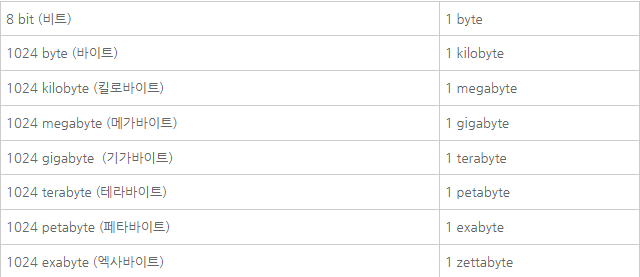 8 bit (비트) 1 byte
1024 byte (바이트) 1 kilobyte
1024 kilobyte (킬로바이트) 1 megabyte
1024 megabyte (메가바이트) 1 gigabyte
1024 gigabyte  (기가바이트) 1 terabyte
1024 terabyte (테라바이트) 1 petabyte
1024 petabyte (페타바이트) 1 exabyte
1024 exabyte (엑사바이트) 1 zettabyte